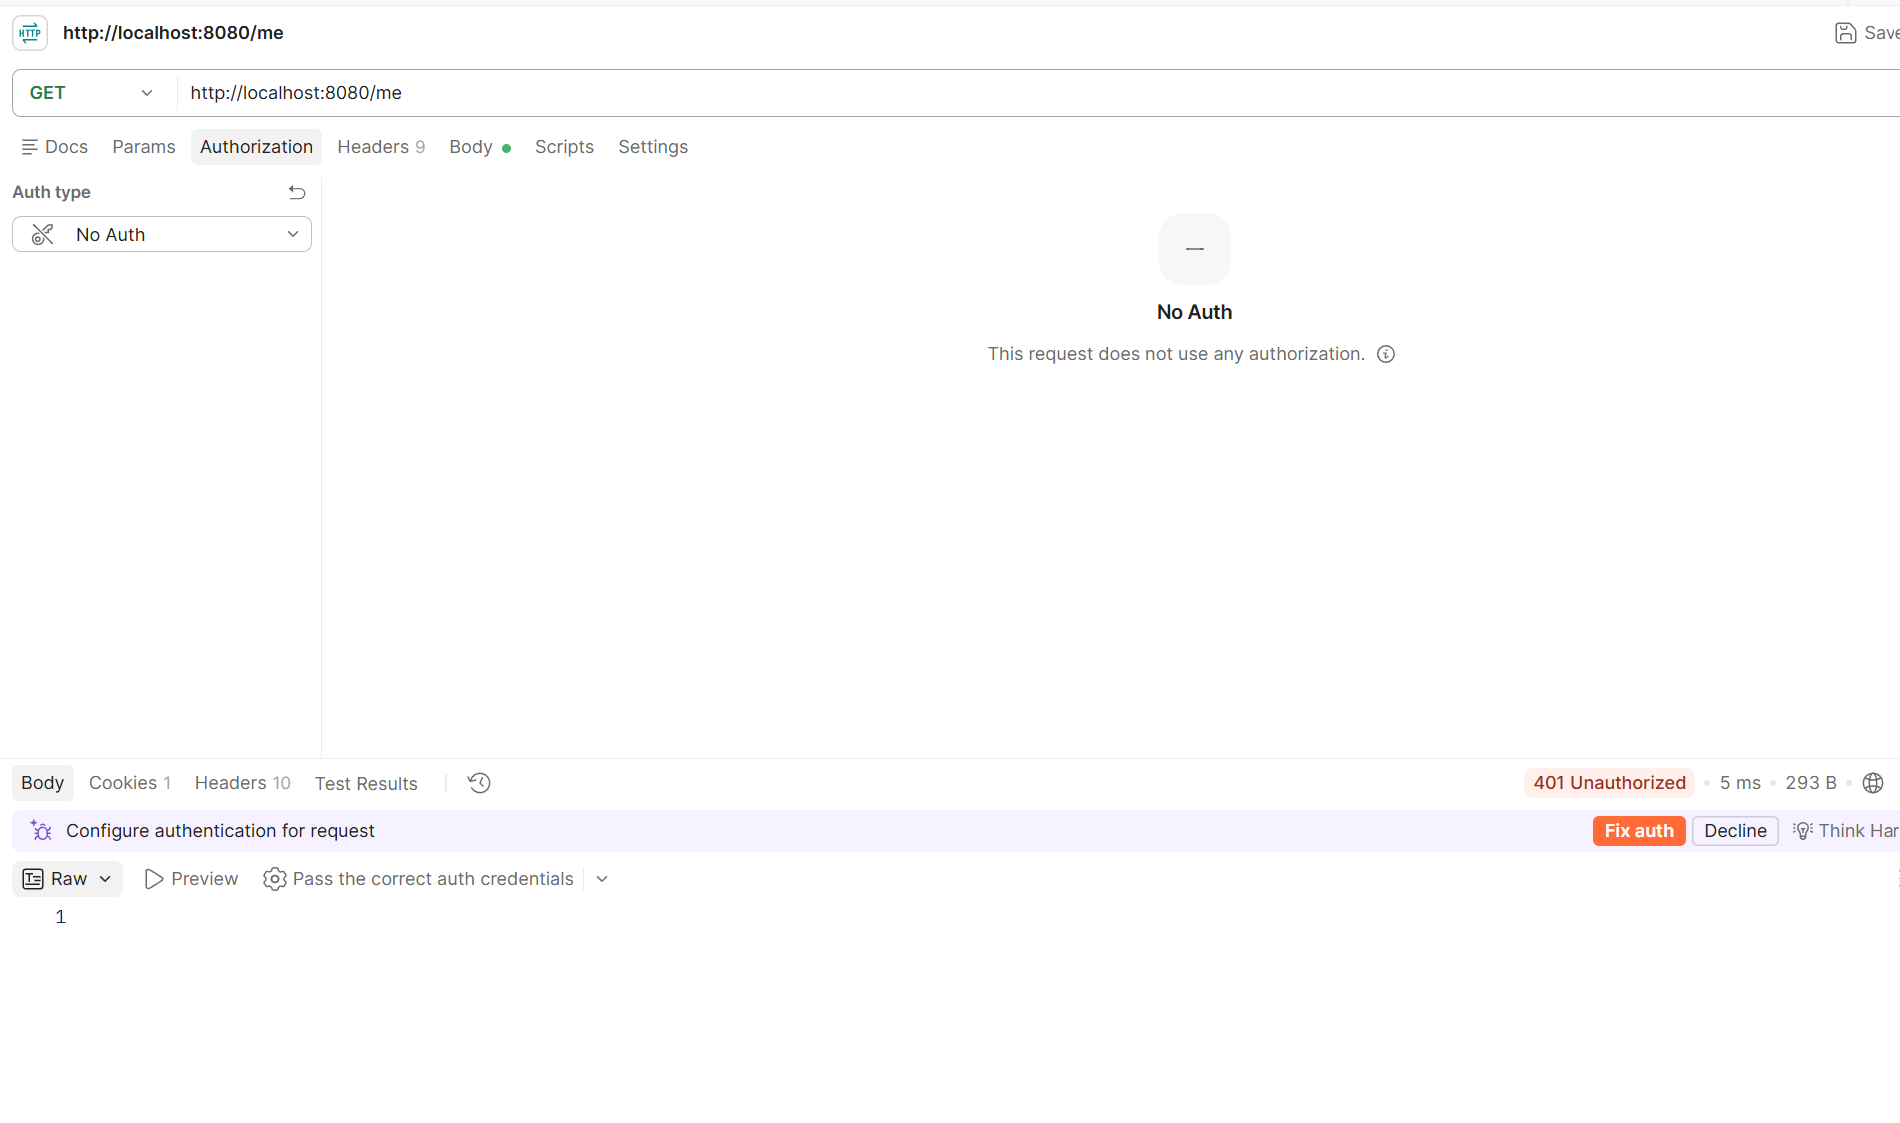 HTTP http://localhost:8080/me Save
GET http://localhost:8080/me
Docs Params Authorization Headers 9 Body Scripts Settings
Auth type
No Auth
No Auth
This request does not use any authorization.
Body Cookies 1 Headers 10 Test Results 401 Unauthorized • 5 ms • 293 B •
Configure authentication for request Fix auth Decline Think Har
Raw Preview Pass the correct auth credentials
1